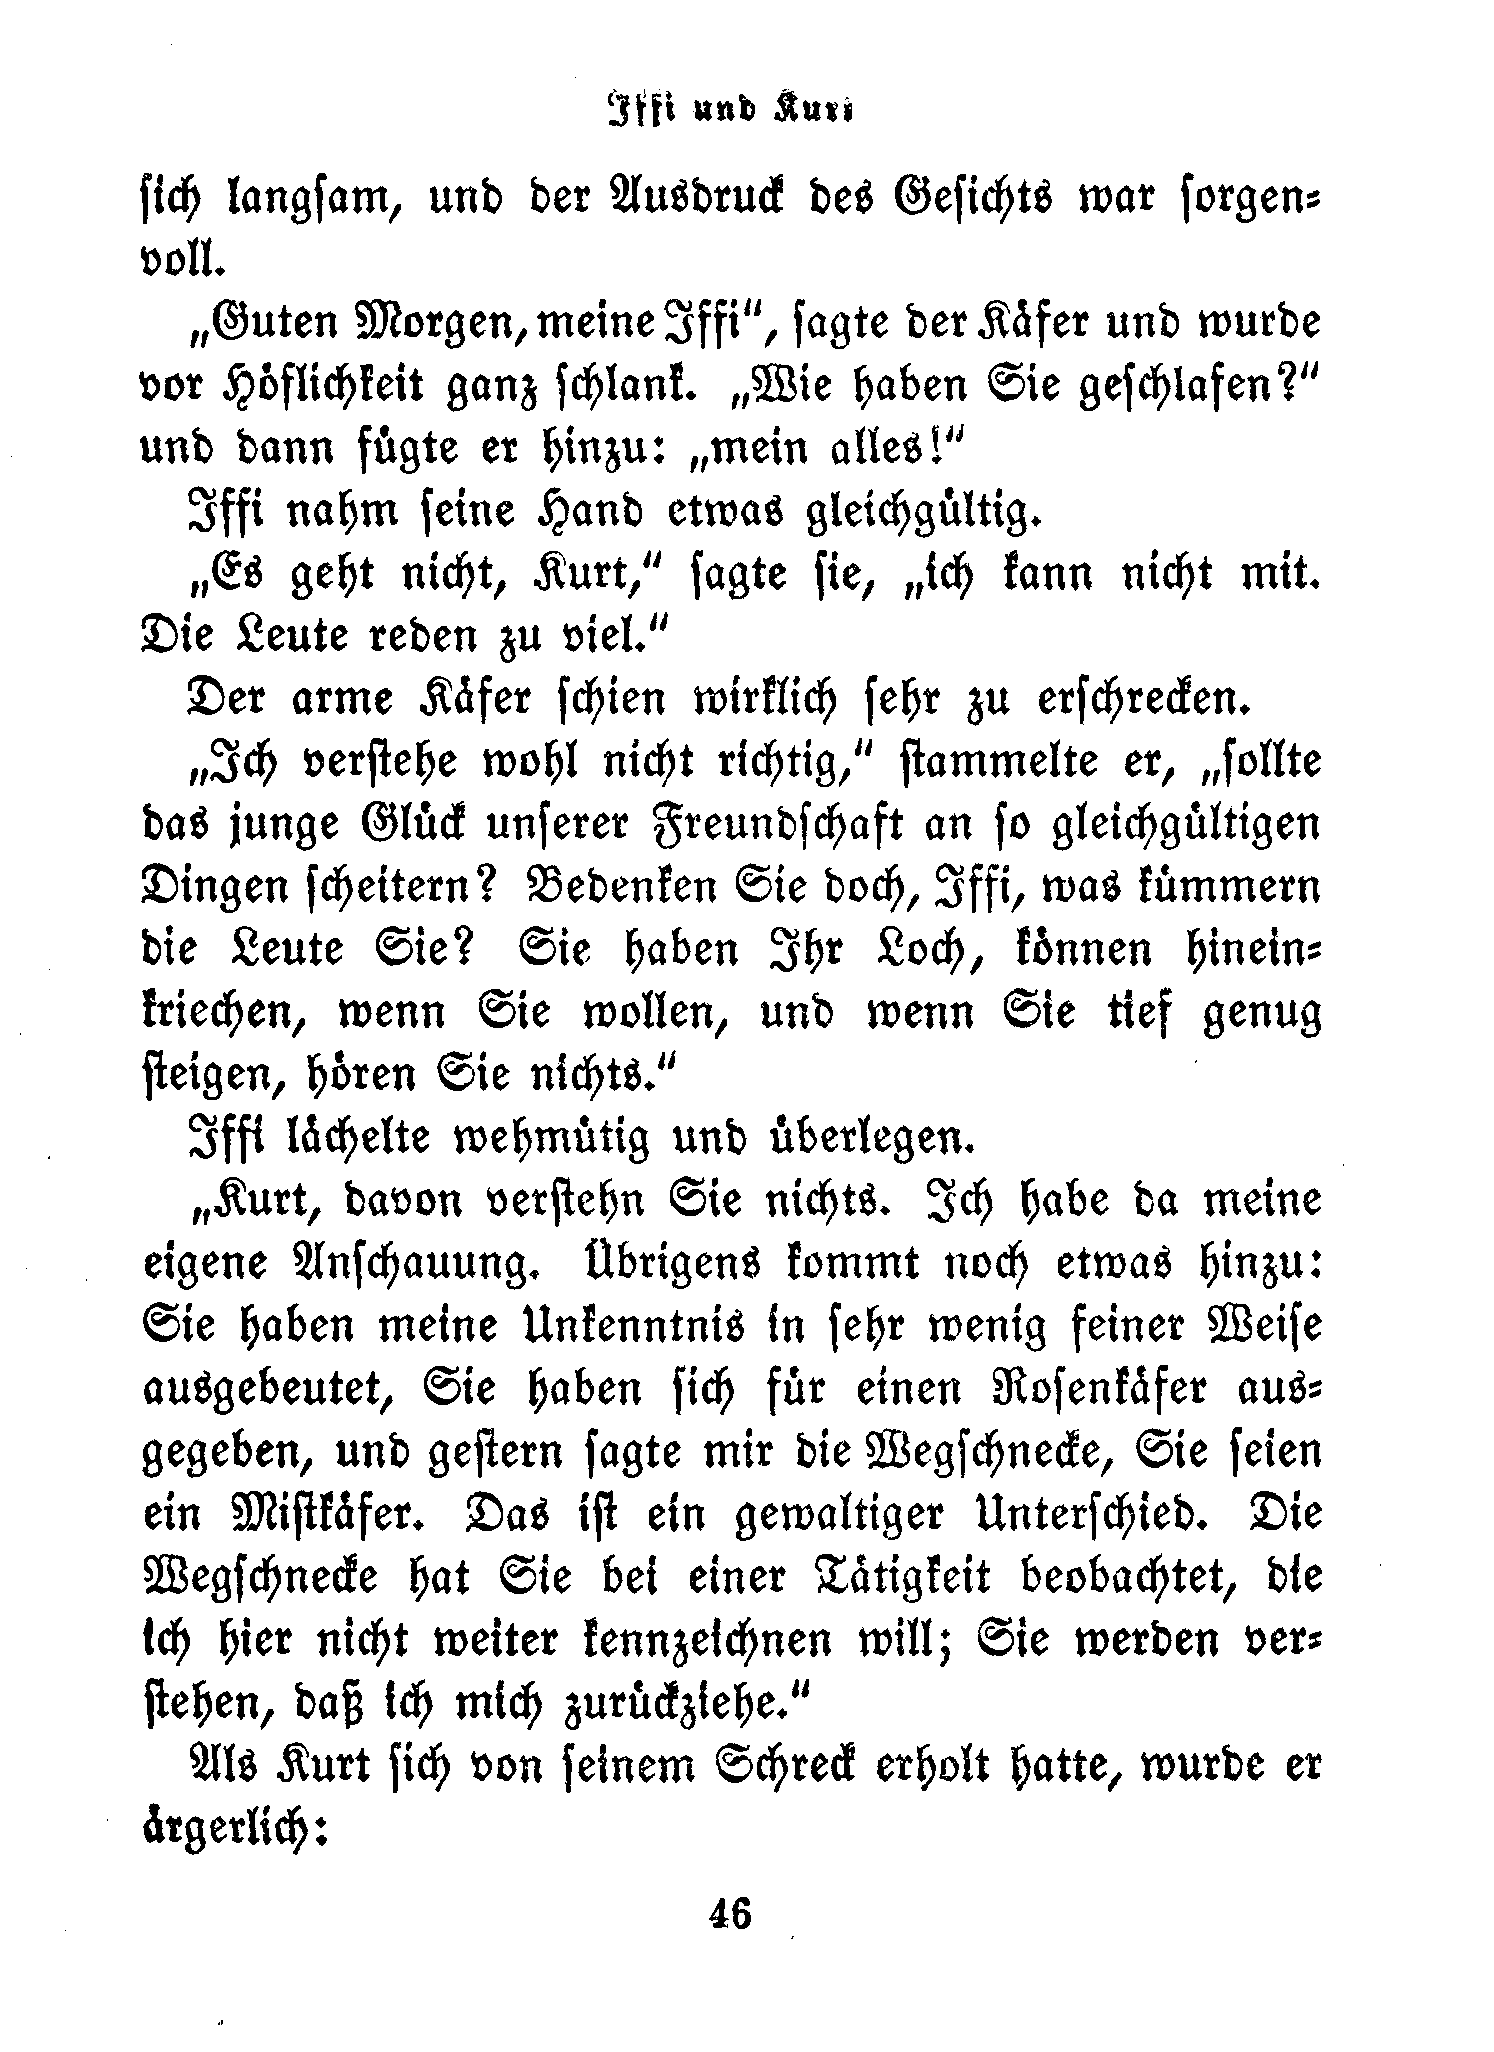 Iffi und Kurt
sich langsam, und der Ausdruck des Gesichts war sorgen-
voll.
„Guten Morgen, meine Iffi“, sagte der Käfer und wurde
vor Höflichkeit ganz schlank. „Wie haben Sie geschlafen?“
und dann fügte er hinzu: „mein alles!“
Iffi nahm seine Hand etwas gleichgültig.
„Es geht nicht, Kurt,“ sagte sie, „ich kann nicht mit.
Die Leute reden zu viel.“
Der arme Käfer schien wirklich sehr zu erschrecken.
„Ich verstehe wohl nicht richtig,“ stammelte er, „sollte
das junge Glück unserer Freundschaft an so gleichgültigen
Dingen scheitern? Bedenken Sie doch, Iffi, was kümmern
die Leute Sie? Sie haben Ihr Loch, können hinein-
kriechen, wenn Sie wollen, und wenn Sie tief genug
steigen, hören Sie nichts.“
Iffi lächelte wehmütig und überlegen.
„Kurt, davon verstehn Sie nichts. Ich habe da meine
eigene Anschauung. Übrigens kommt noch etwas hinzu:
Sie haben meine Unkenntnis in sehr wenig feiner Weise
ausgebeutet, Sie haben sich für einen Rosenkäfer aus-
gegeben, und gestern sagte mir die Wegschnecke, Sie seien
ein Mistkäfer. Das ist ein gewaltiger Unterschied. Die
Wegschnecke hat Sie bei einer Tätigkeit beobachtet, die
ich hier nicht weiter kennzeichnen will; Sie werden ver-
stehen, daß ich mich zurückziehe.“
Als Kurt sich von seinem Schreck erholt hatte, wurde er
ärgerlich:
46